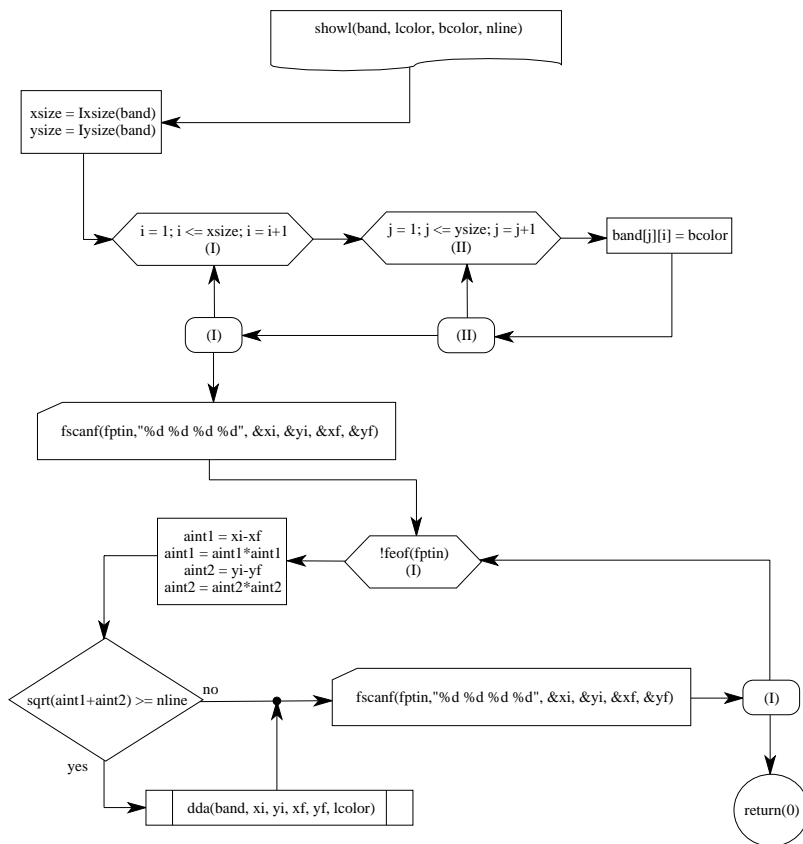 showl(band, lcolor, bcolor, nline)
xsize = Ixsize(band)
ysize = Iysize(band)
i = 1; i <= xsize; i = i+1
(I)
j = 1; j <= ysize; j = j+1
(II)
band[j][i] = bcolor
(I)
(II)
fscanf(fptin,"%d %d %d %d", &xi, &yi, &xf, &yf)
aint1 = xi-xf
aint1 = aint1*aint1
aint2 = yi-yf
aint2 = aint2*aint2
!feof(fptin)
(I)
sqrt(aint1+aint2) >= nline
no
fscanf(fptin,"%d %d %d %d", &xi, &yi, &xf, &yf)
(I)
yes
dda(band, xi, yi, xf, yf, lcolor)
return(0)